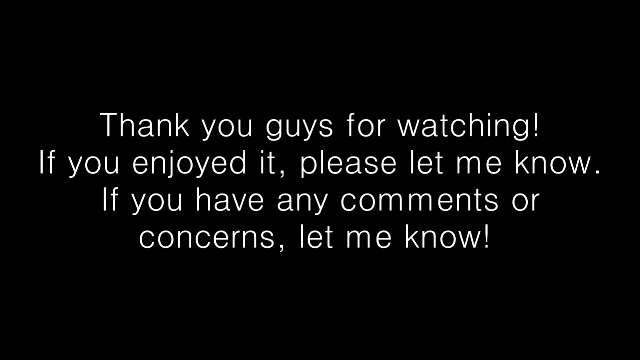 Thank you guys for watching!
If you enjoyed it, please let me know.
If you have any comments or
concerns, let me know!